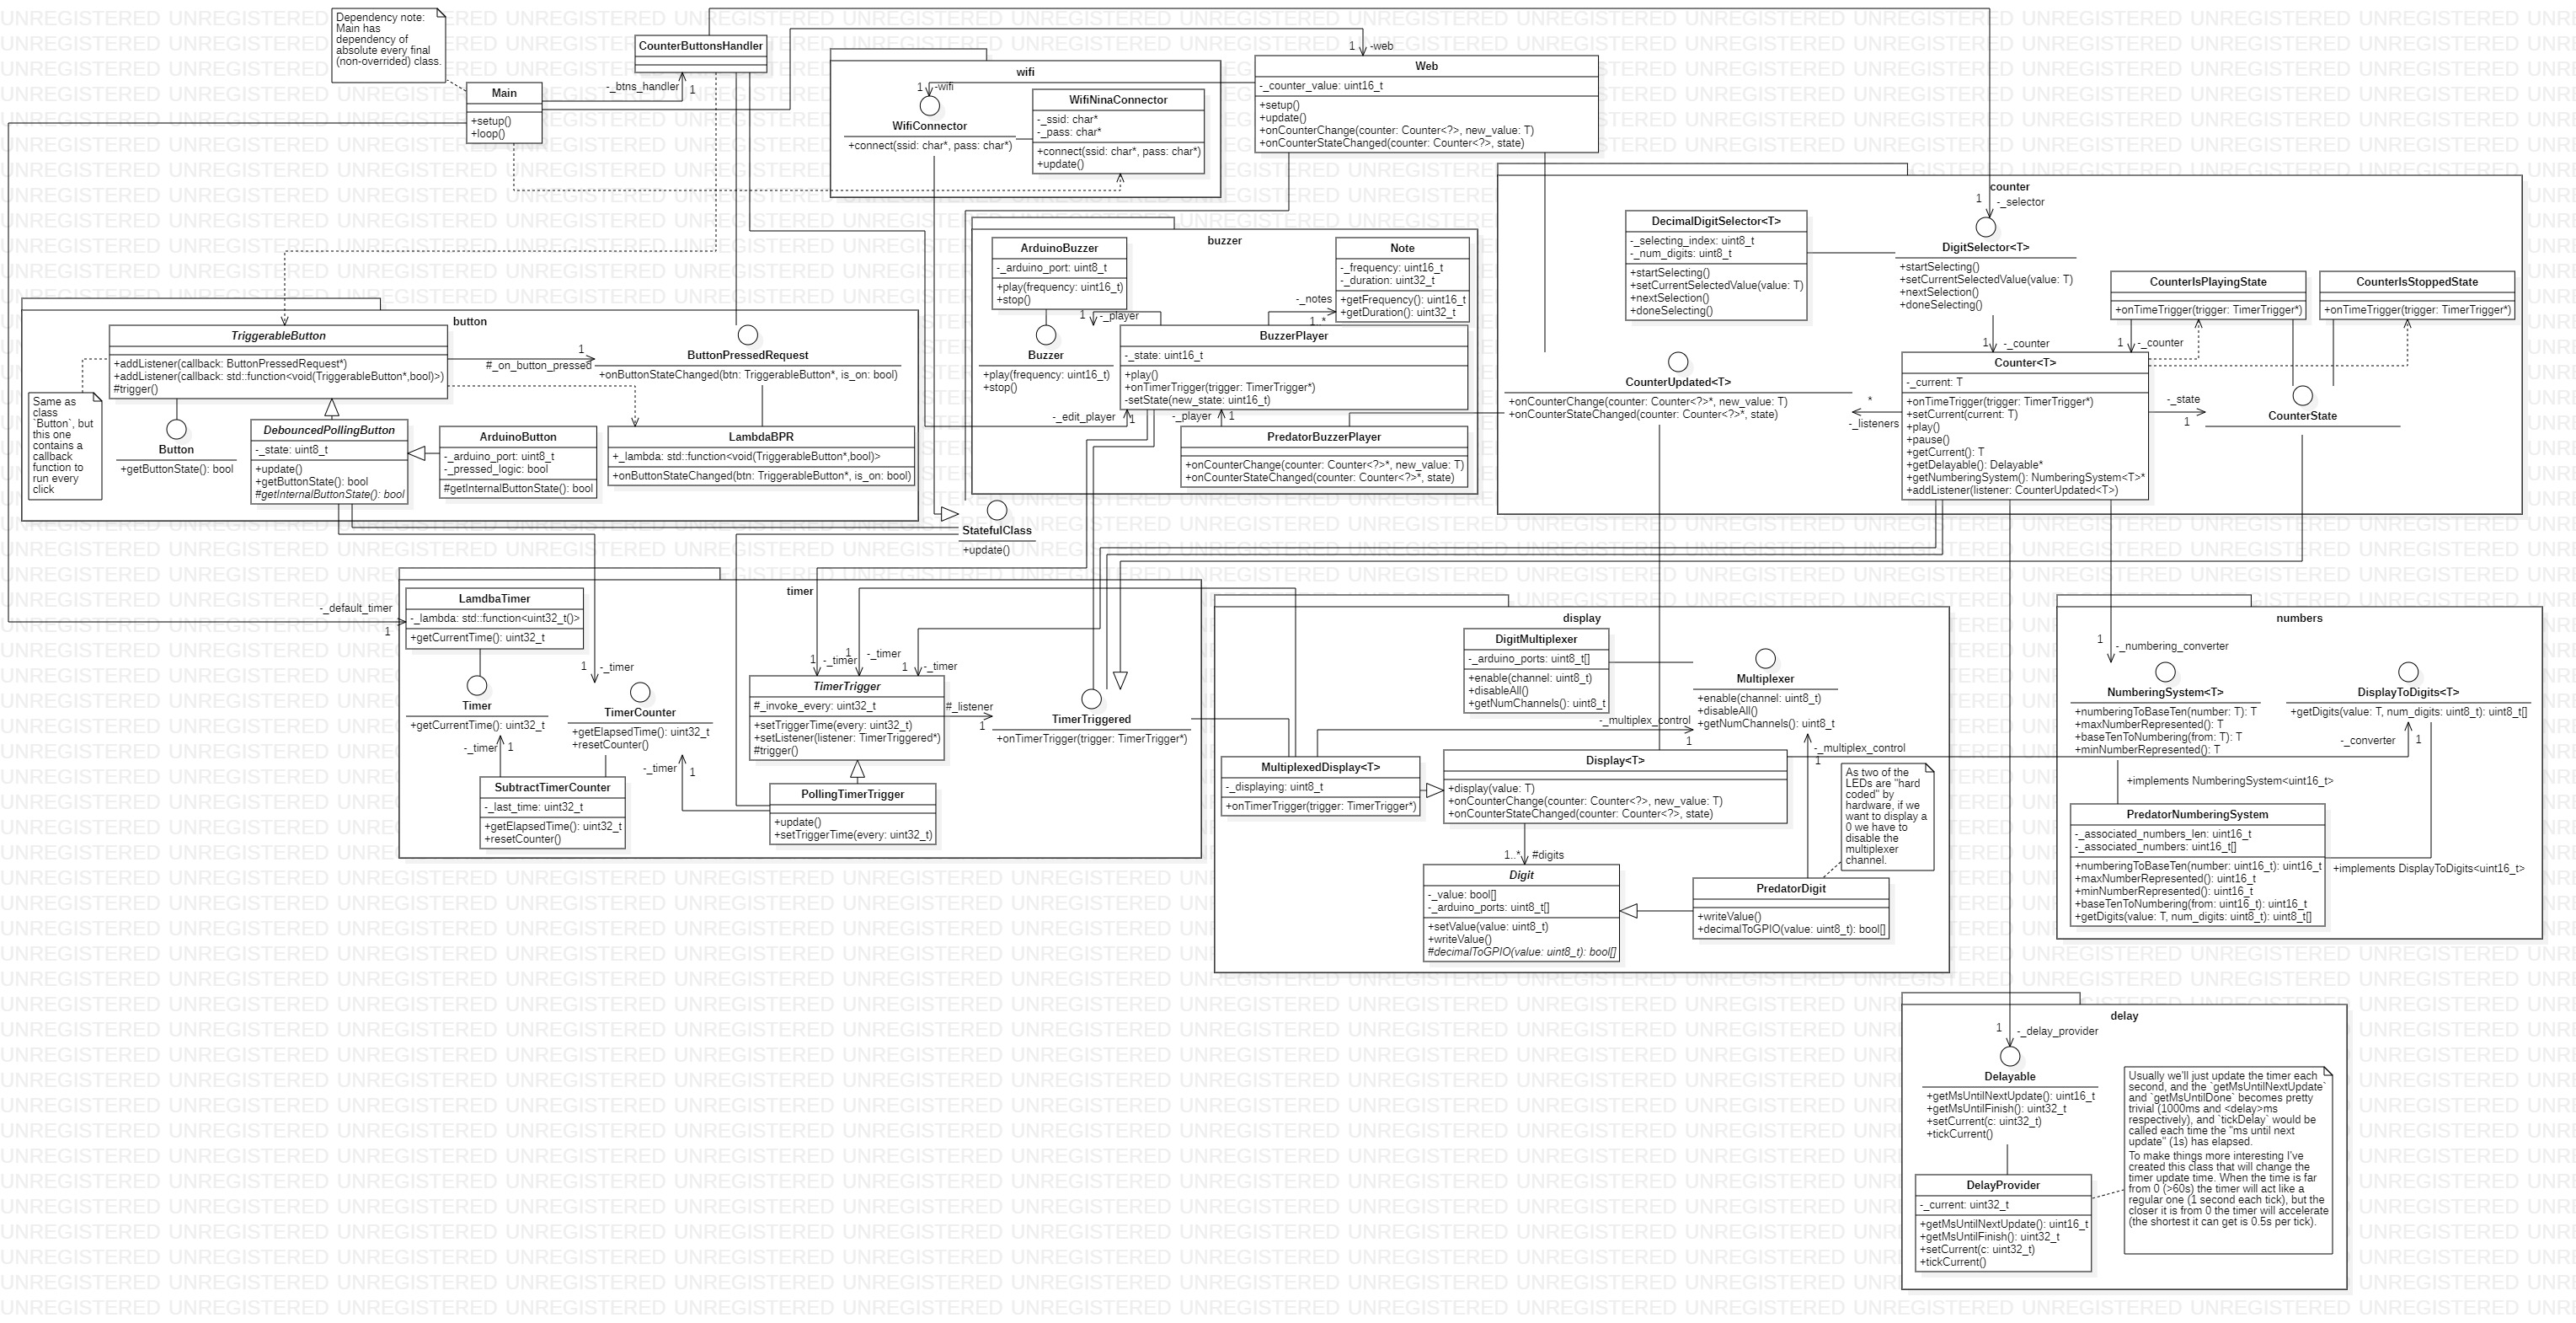 Dependency note:
Main has
dependency of
absolute every final
(non-overrided) class.
Main
+setup()
+loop()
CounterButtonsHandler
-_btns_handler
1
1
-web
wifi
1
-wifi
WifiConnector
+connect(ssid: char*, pass: char*)
WifiNinaConnector
-_ssid: char*
-_pass: char*
+connect(ssid: char*, pass: char*)
+update()
Web
-_counter_value: uint16_t
+setup()
+update()
+onCounterChange(counter: Counter<?>, new_value: T)
+onCounterStateChanged(counter: Counter<?>, state)
counter
1
-_selector
DecimalDigitSelector<T>
-_selecting_index: uint8_t
-_num_digits: uint8_t
+startSelecting()
+setCurrentSelectedValue(value: T)
+nextSelection()
+doneSelecting()
DigitSelector<T>
+startSelecting()
+setCurrentSelectedValue(value: T)
+nextSelection()
+doneSelecting()
CounterIsPlayingState
+onTimeTrigger(trigger: TimerTrigger*)
CounterIsStoppedState
+onTimeTrigger(trigger: TimerTrigger*)
1
-_counter
1
-_counter
Counter<T>
-_current: T
+onTimeTrigger(trigger: TimerTrigger*)
+setCurrent(current: T)
+play()
+pause()
+getCurrent(): T
+getDelayable(): Delayable*
+getNumberingSystem(): NumberingSystem<T>*
+addListener(listener: CounterUpdated<T>)
*
-_listeners
-_state
1
CounterState
CounterUpdated<T>
+onCounterChange(counter: Counter<?>*, new_value: T)
+onCounterStateChanged(counter: Counter<?>*, state)
buzzer
ArduinoBuzzer
-_arduino_port: uint8_t
+play(frequency: uint16_t)
+stop()
Note
-_frequency: uint16_t
-_duration: uint32_t
+getFrequency(): uint16_t
+getDuration(): uint32_t
-_notes
1..*
1
-_player
Buzzer
+play(frequency: uint16_t)
+stop()
BuzzerPlayer
-_state: uint16_t
+play()
+onTimerTrigger(trigger: TimerTrigger*)
-setState(new_state: uint16_t)
-_edit_player
1
-_player
1
PredatorBuzzerPlayer
+onCounterChange(counter: Counter<?>*, new_value: T)
+onCounterStateChanged(counter: Counter<?>*, state)
button
TriggerableButton
+addListener(callback: ButtonPressedRequest*)
+addListener(callback: std::function<void(TriggerableButton*,bool)>)
#trigger()
1
#_on_button_pressed
ButtonPressedRequest
+onButtonStateChanged(btn: TriggerableButton*, is_on: bool)
Same as
class
`Button`, but
this one
contains a
callback
function to
run every
click
Button
+getButtonState(): bool
DebouncedPollingButton
-_state: uint8_t
+update()
+getButtonState(): bool
#getInternalButtonState(): bool
ArduinoButton
-_arduino_port: uint8_t
-_pressed_logic: bool
#getInternalButtonState(): bool
LambdaBPR
+_lambda: std::function<void(TriggerableButton*,bool)>
+onButtonStateChanged(btn: TriggerableButton*, is_on: bool)
StatefulClass
+update()
timer
-_default_timer
1
LamdbaTimer
-_lambda: std::function<uint32_t()>
+getCurrentTime(): uint32_t
Timer
+getCurrentTime(): uint32_t
1
-_timer
TimerCounter
+getElapsedTime(): uint32_t
+resetCounter()
-_timer
1
-_timer
1
SubtractTimerCounter
-_last_time: uint32_t
+getElapsedTime(): uint32_t
+resetCounter()
1
-_timer
1
-_timer
1
-_timer
TimerTrigger
#_invoke_every: uint32_t
+setTriggerTime(every: uint32_t)
+setListener(listener: TimerTriggered*)
#trigger()
#_listener
1
TimerTriggered
+onTimerTrigger(trigger: TimerTrigger*)
PollingTimerTrigger
+update()
+setTriggerTime(every: uint32_t)
display
DigitMultiplexer
-_arduino_ports: uint8_t[]
+enable(channel: uint8_t)
+disableAll()
+getNumChannels(): uint8_t
Multiplexer
+enable(channel: uint8_t)
+disableAll()
+getNumChannels(): uint8_t
-_multiplex_control
1
-_multiplex_control
1
MultiplexedDisplay<T>
-_displaying: uint8_t
+onTimerTrigger(trigger: TimerTrigger*)
Display<T>
+display(value: T)
+onCounterChange(counter: Counter<?>, new_value: T)
+onCounterStateChanged(counter: Counter<?>, state)
As two of the
LEDs are "hard
coded" by
hardware, if we
want to display a
0 we have to
disable the
multiplexer
channel.
1..*
#digits
Digit
-_value: bool[]
-_arduino_ports: uint8_t[]
+setValue(value: uint8_t)
+writeValue()
#decimalToGPIO(value: uint8_t): bool[]
PredatorDigit
+writeValue()
+decimalToGPIO(value: uint8_t): bool[]
numbers
1
-_numbering_converter
NumberingSystem<T>
+numberingToBaseTen(number: T): T
+maxNumberRepresented(): T
+baseTenToNumbering(from: T): T
+minNumberRepresented(): T
DisplayToDigits<T>
+getDigits(value: T, num_digits: uint8_t): uint8_t[]
-_converter
1
+implements NumberingSystem<uint16_t>
PredatorNumberingSystem
-_associated_numbers_len: uint16_t
-_associated_numbers: uint16_t[]
+numberingToBaseTen(number: uint16_t): uint16_t
+maxNumberRepresented(): uint16_t
+minNumberRepresented(): uint16_t
+baseTenToNumbering(from: uint16_t): uint16_t
+getDigits(value: T, num_digits: uint8_t): uint8_t[]
+implements DisplayToDigits<uint16_t>
delay
1
-_delay_provider
Delayable
+getMsUntilNextUpdate(): uint16_t
+getMsUntilFinish(): uint32_t
+setCurrent(c: uint32_t)
+tickCurrent()
DelayProvider
-_current: uint32_t
+getMsUntilNextUpdate(): uint16_t
+getMsUntilFinish(): uint32_t
+setCurrent(c: uint32_t)
+tickCurrent()
Usually we'll just update the timer each
second, and the `getMsUntilNextUpdate`
and `getMsUntilDone` becomes pretty
trivial (1000ms and <delay>ms
respectively), and `tickDelay` would be
called each time the "ms until next
update" (1s) has elapsed.
To make things more interesting I've
created this class that will change the
timer update time. When the time is far
from 0 (>60s) the timer will act like a
regular one (1 second each tick), but the
closer it is from 0 the timer will accelerate
(the shortest it can get is 0.5s per tick).
UNREGISTERED